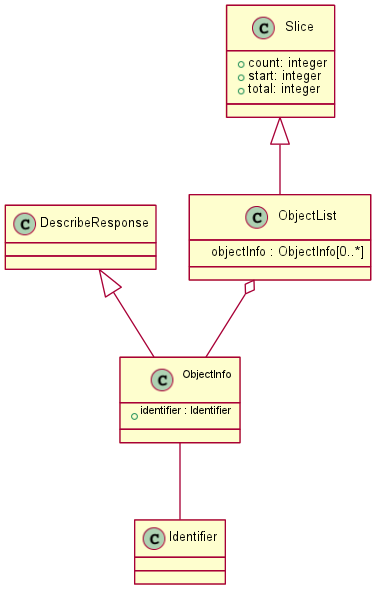 C Slice
count: integer
start: integer
total: integer
C DescribeResponse
C ObjectList
objectInfo : ObjectInfo[0..*]
C ObjectInfo
identifier : Identifier
C Identifier